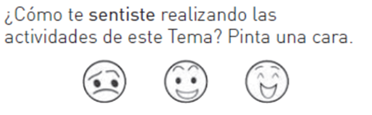 ¿Cómo te sentiste realizando las
actividades de este Tema? Pinta una cara.